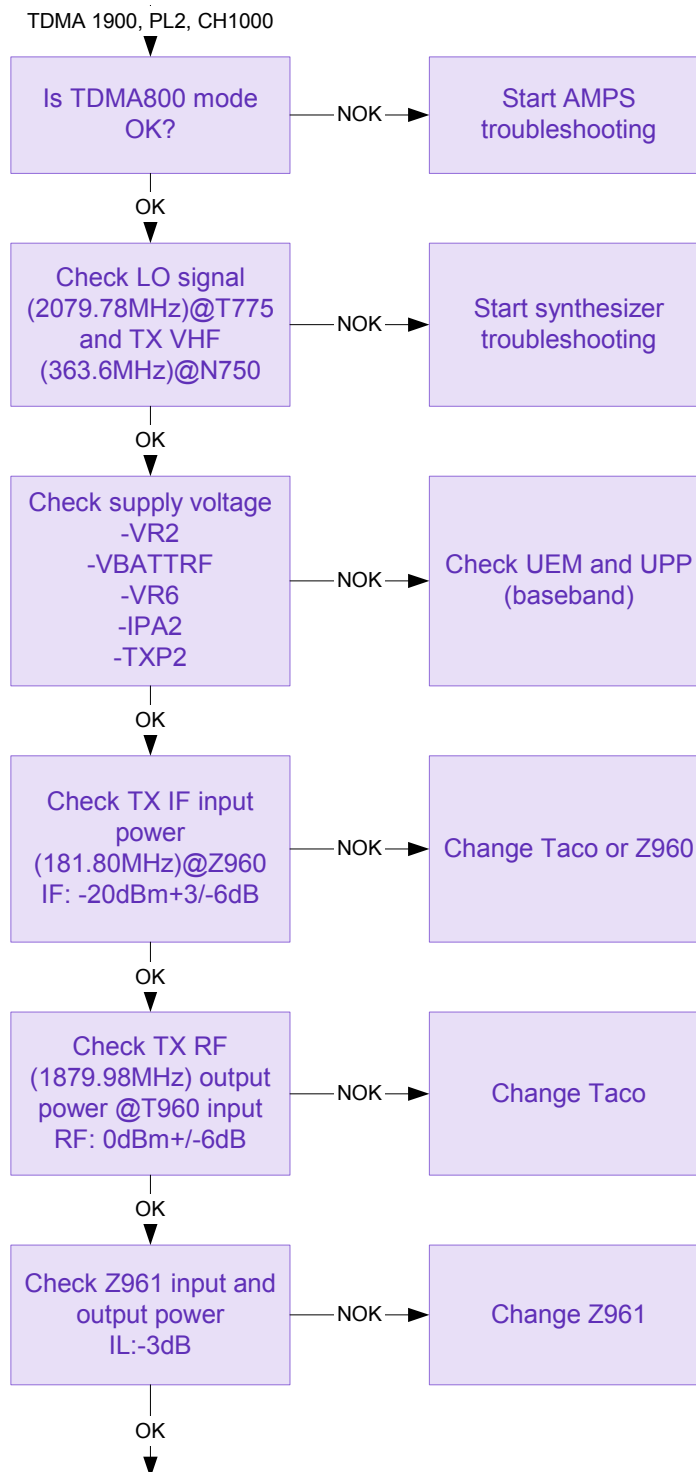 TDMA 1900, PL2, CH1000
Is TDMA800 mode
OK?
NOK
Start AMPS
troubleshooting
OK
Check LO signal
(2079.78MHz)@T775
and TX VHF
(363.6MHz)@N750
NOK
Start synthesizer
troubleshooting
OK
Check supply voltage
-VR2
-VBATTRF
-VR6
-IPA2
-TXP2
NOK
Check UEM and UPP
(baseband)
OK
Check TX IF input
power
(181.80MHz)@Z960
IF: -20dBm+3/-6dB
NOK
Change Taco or Z960
OK
Check TX RF
(1879.98MHz) output
power @T960 input
RF: 0dBm+/-6dB
NOK
Change Taco
OK
Check Z961 input and
output power
IL:-3dB
NOK
Change Z961
OK